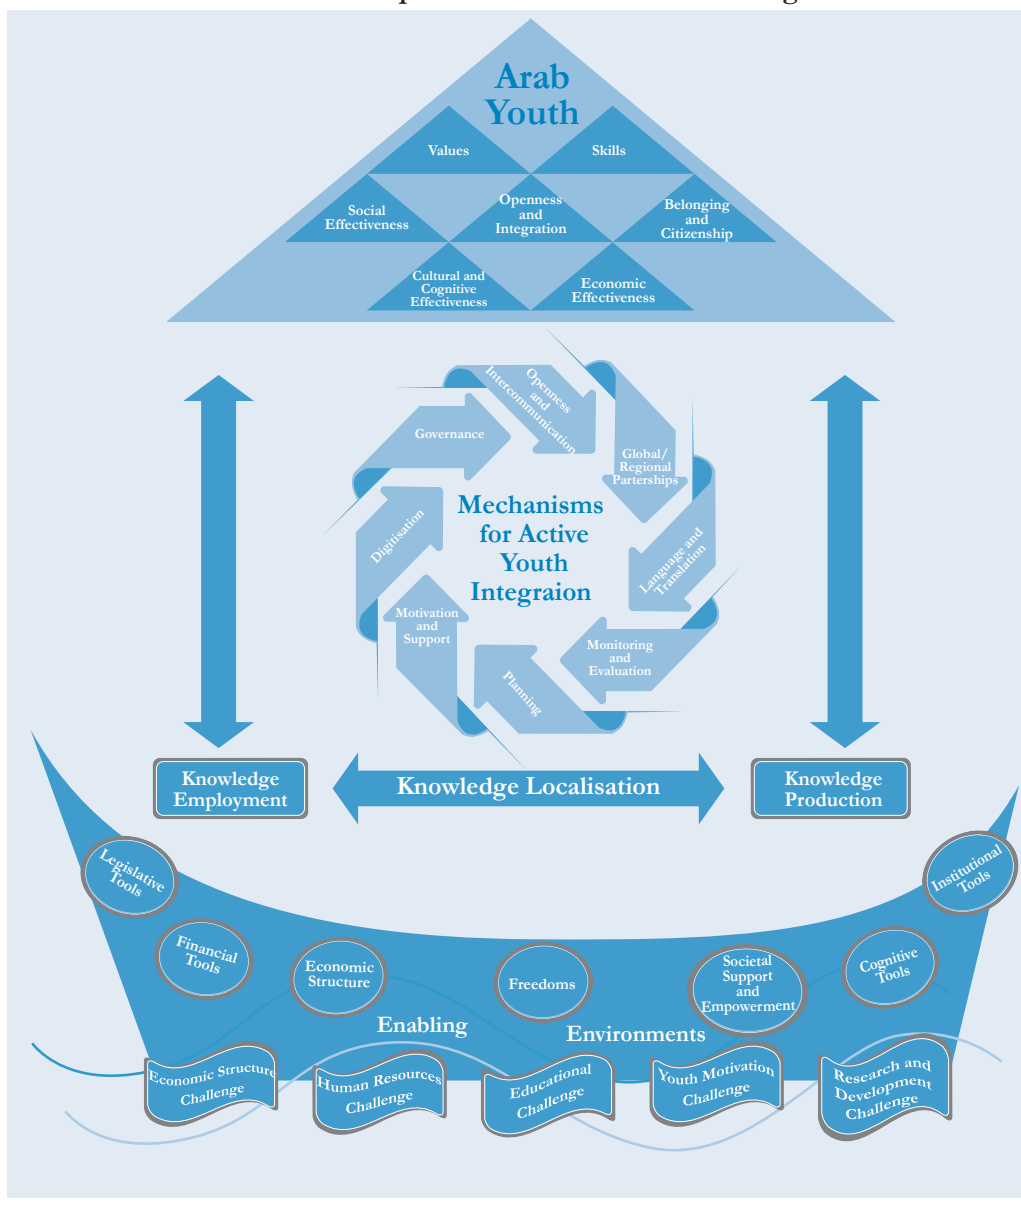 Arab
Youth
Values
Skills
Social
Effectiveness
Openness
and
Integration
Belonging
and
Citizenship
Cultural and
Cognitive
Effectiveness
Economic
Effectiveness
Openness
and
Intercommunication
Governance
Global/
Regional
Parterships
Digitisation
Language and
Translation
Mechanisms
for Active
Youth
Integraion
Motivation
and
Support
Monitoring
and
Evaluation
Planning
Knowledge
Employment
Knowledge Localisation
Knowledge
Production
Legislative
Tools
Institutional
Tools
Financial
Tools
Economic
Structure
Freedoms
Societal
Support
and
Empowerment
Cognitive
Tools
Enabling
Environments
Economic Structure
Challenge
Human Resources
Challenge
Educational
Challenge
Youth Motivation
Challenge
Research and
Development
Challenge